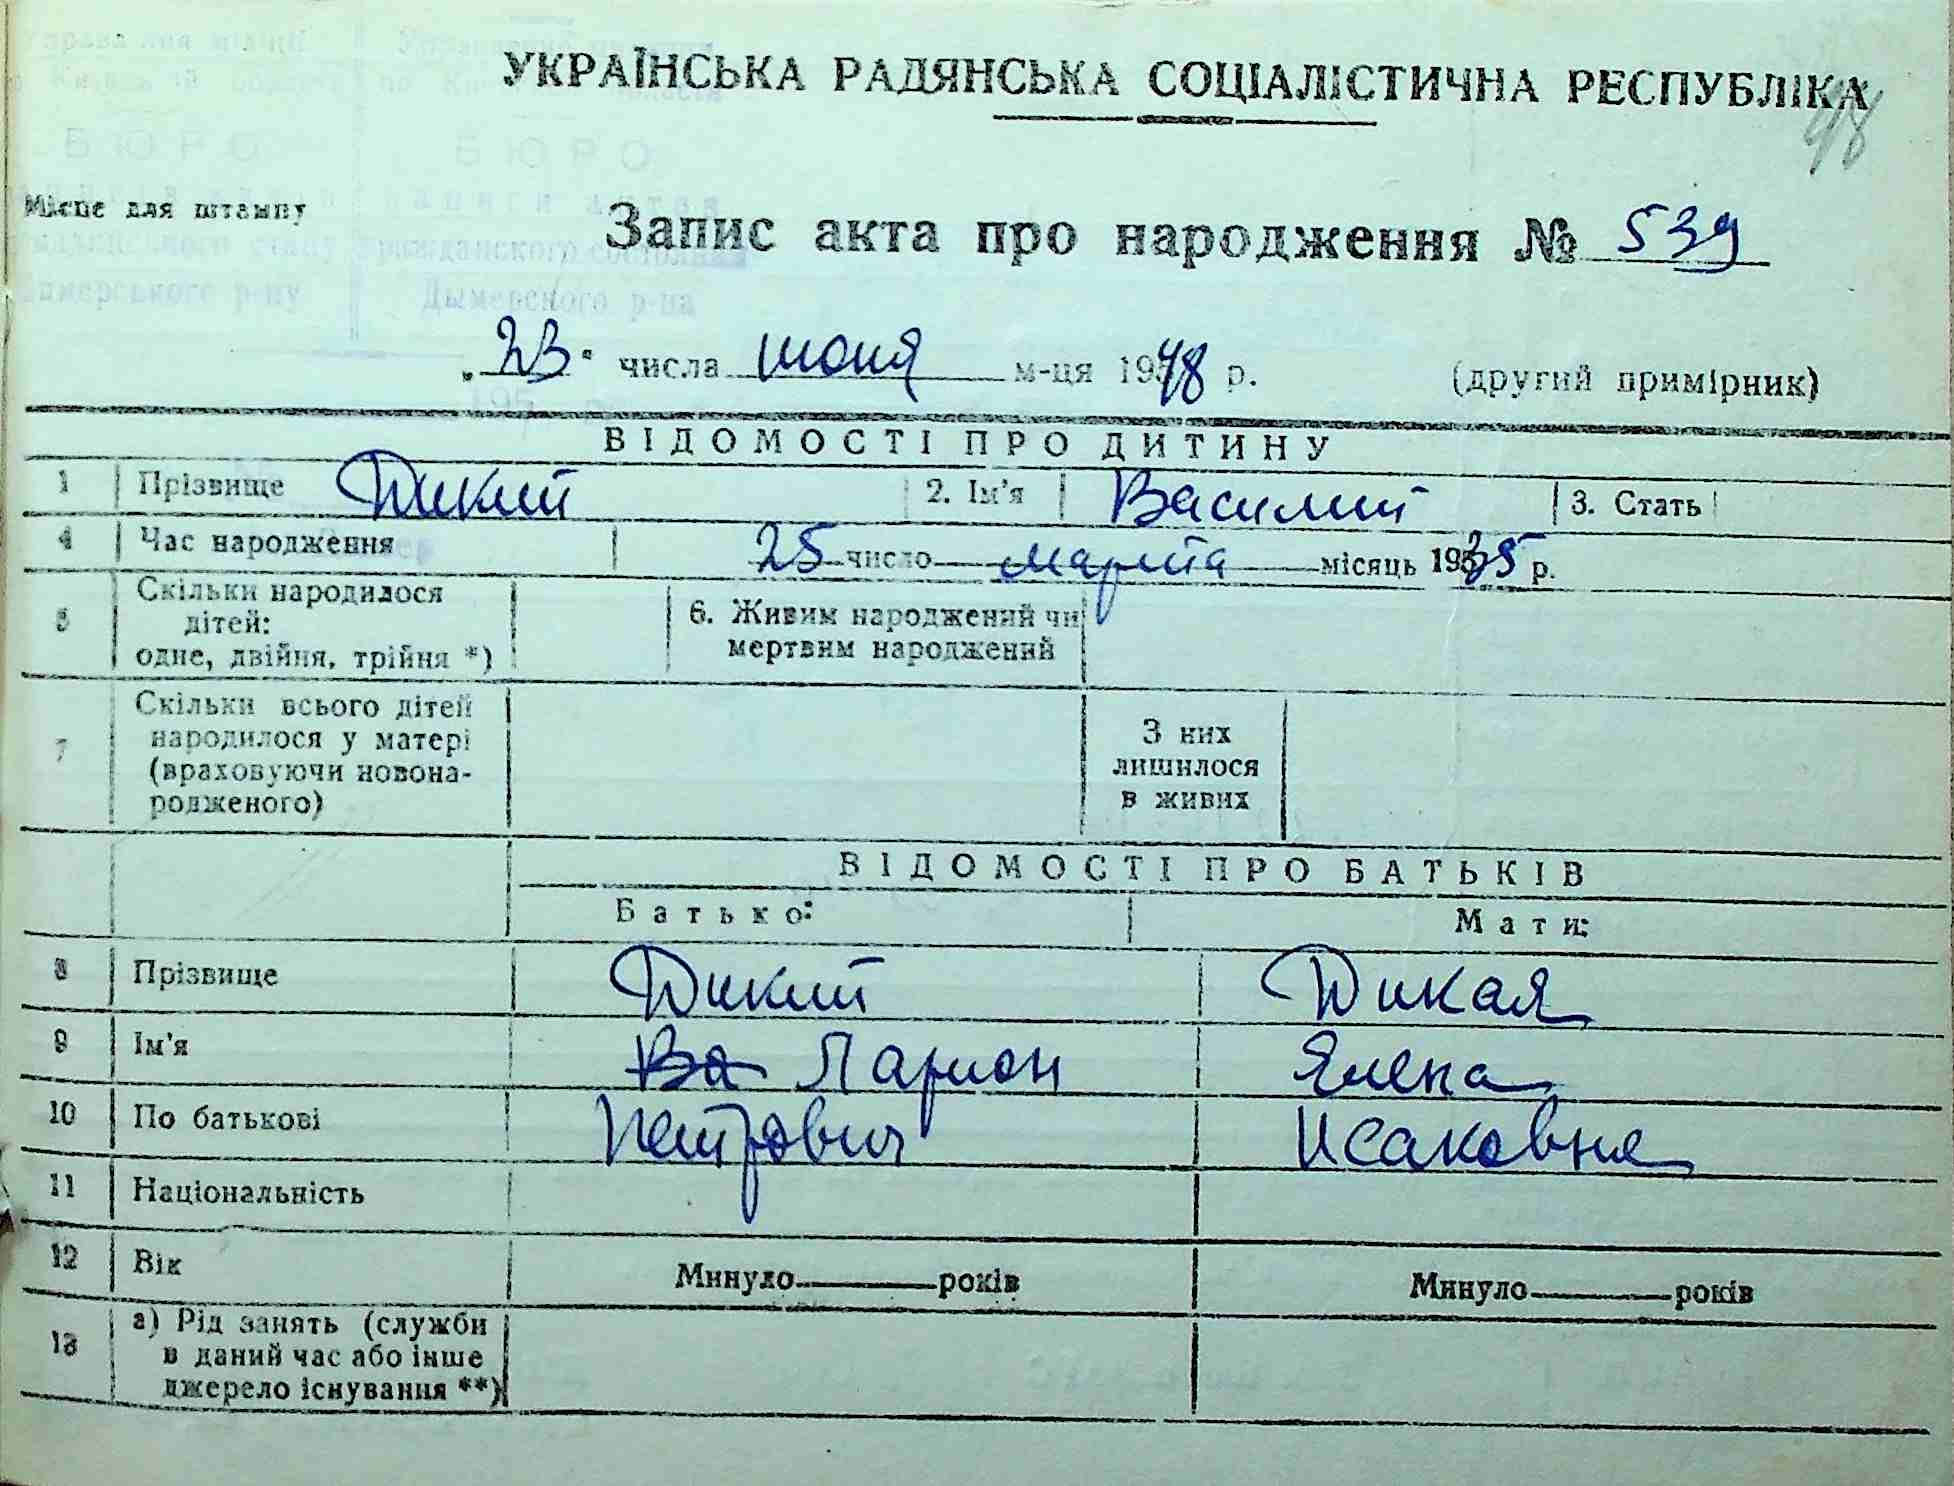 УКРАЇНСЬКА РАДЯНСЬКА СОЦІАЛІСТИЧНА РЕСПУБЛІКА
48
Місце для штампу
Запис акта про народження № 539
„23" числа июня м-ця 1948 р. (другий примірник)
ВІДОМОСТІ ПРО ДИТИНУ
1 Прізвище Дикий 2. Ім'я Василий 3. Стать
4 Час народження 25 число марта місяць 1935 р.
5 Скільки народилося дітей: одне, двійня, трійня *) 6. Живим народжений чи мертвим народжений
7 Скільки всього дітей народилося у матері (враховуючи новона-родженого) З них лишилося в живих
ВІДОМОСТІ ПРО БАТЬКІВ
Батько: Мати:
8 Прізвище Дикий Дикая
9 Ім'я Ва Ларион Елена
10 По батькові Петрович Исаковна
11 Національність
12 Вік Минуло років Минуло років
13 а) Рід занять (служби в даний час або інше джерело існування **)